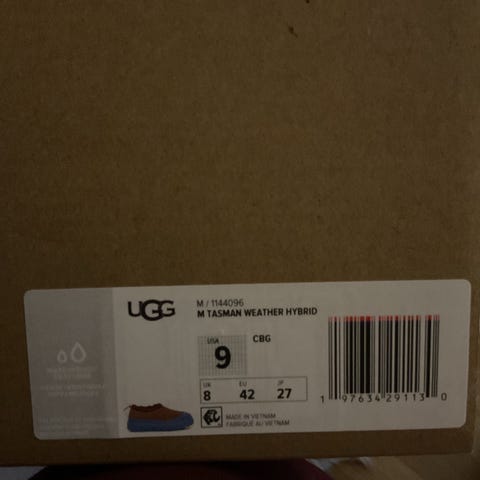 UGG
M / 1144096
M TASMAN WEATHER HYBRID
USA
9
CBG
UK EU JP
8 42 27
MADE IN VIETNAM
FABRIQUÉ AU VIETNAM
1 97634 29113 0